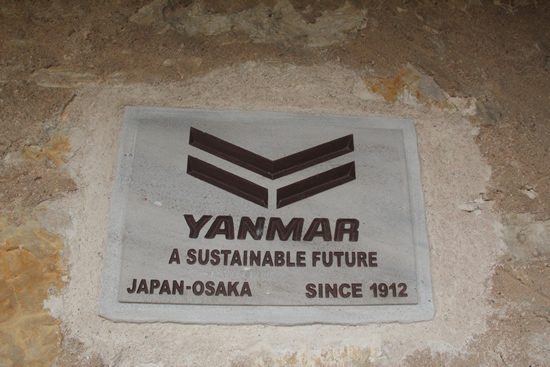 YANMAR
A SUSTAINABLE FUTURE
JAPAN-OSAKA SINCE 1912